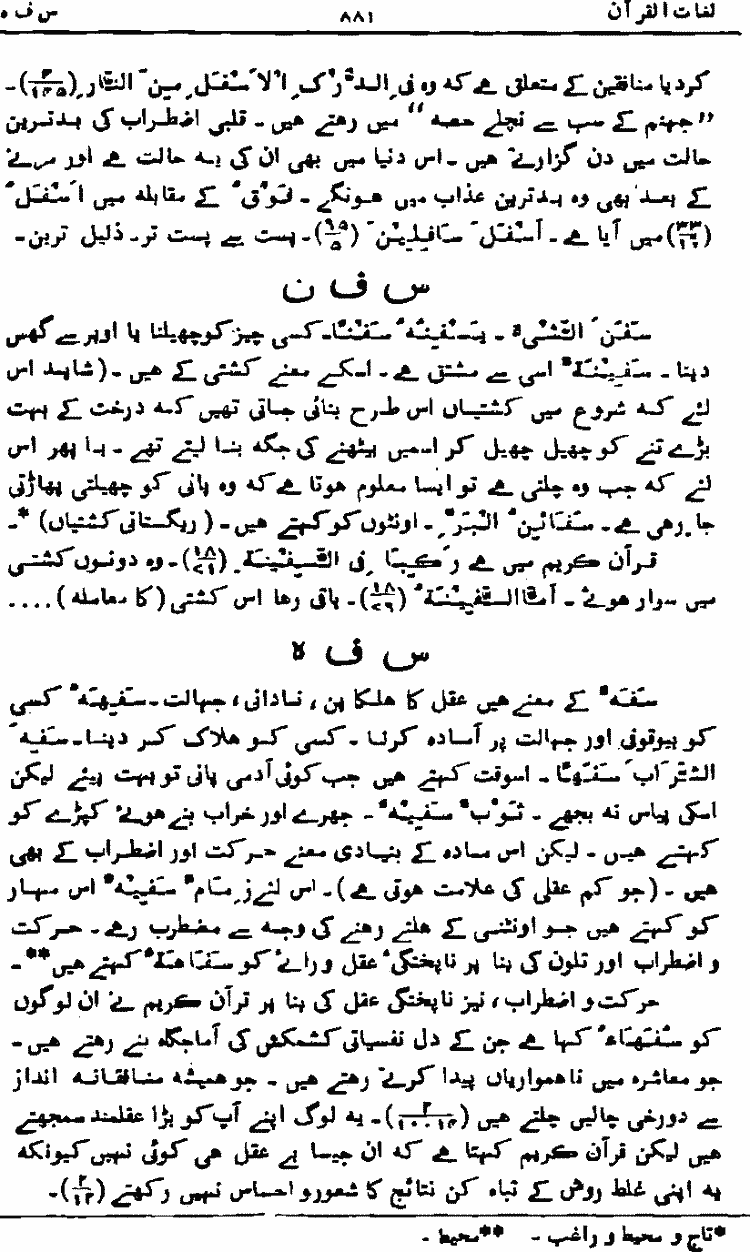 لغات القرآن ۸۸۱ س ف ہ
کردیا منافقین کے متعلق ہے کہ وہ فِی الدَّرْکِ الْاَسْفَلِ مِنَ النَّارِ (۴/۱۴۵)۔
”جہنم کے سب سے نچلے حصہ“ میں رہتے ہیں ۔ قلبی اضطراب کی بدترین
حالت میں دن گزارتے ہیں ۔ اس دنیا میں بھی ان کی یہ حالت ہے اور مرنے
کے بعد بھی وہ بدترین عذاب میں ہونگے ۔ فَوْقَ کے مقابلہ میں اَسْفَلَ
(۳۳/۱۰) میں آیا ہے ۔ اَسْفَلَ سَافِلِیْنَ (۹۵/۵)۔ پست سے پست تر۔ ذلیل ترین۔
س ف ن
سَفَنَ الشَّیْءَ ۔ یَسْفِنُہُ سَفْنًا۔ کسی چیز کو چھیلنا یا اوپر سے گھس
دینا ۔ سَفِیْنَۃٌ اسی سے مشتق ہے ۔ اسکے معنے کشتی کے ہیں ۔ (شاید اس
لئے کہ شروع میں کشتیاں اس طرح بنائی جاتی تھیں کہ درخت کے بہت
بڑے تنے کو چھیل چھیل کر اسمیں بیٹھنے کی جگہ بنا لیتے تھے ۔ یا پھر اس
لئے کہ جب وہ چلتی ہے تو ایسا معلوم ہوتا ہے کہ وہ پانی کو چھیلتی پھاڑتی
جا رہی ہے ۔ سَفَائِنُ الْبَرِّ ۔ اونٹوں کو کہتے ہیں ۔ (ریگستانی کشتیاں) *۔
قرآن کریم میں ہے رَکِبَا فِی السَّفِیْنَۃِ (۱۸/۷۱)۔ وہ دونوں کشتی
میں سوار ہوئے ۔ اَمَّا السَّفِیْنَۃُ (۱۸/۷۹)۔ باقی رہا اس کشتی (کا معاملہ) ....
س ف ہ
سَفَہٌ کے معنے ہیں عقل کا ہلکا پن ، نادانی ، جہالت ۔ سَفِہَہُ کسی
کو بیوقوفی اور جہالت پر آمادہ کرنا ۔ کسی کو ہلاک کر دینا ۔ سَفِہَ
الشَّرَابَ سَفَہًا ۔ اسوقت کہتے ہیں جب کوئی آدمی پانی تو بہت پیئے لیکن
اسکی پیاس نہ بجھے ۔ ثَوْبٌ سَفِیْہٌ ۔ جھرے اور خراب بنے ہوئے کپڑے کو
کہتے ہیں ۔ لیکن اس مادہ کے بنیادی معنے حرکت اور اضطراب کے بھی
ہیں ۔ (جو کم عقلی کی علامت ہوتی ہے)۔ اس لئے زِمَامٌ سَفِیْہٌ اس مہار
کو کہتے ہیں جو اونٹنی کے ہلتے رہنے کی وجہ سے مضطرب رہے ۔ حرکت
و اضطراب اور تلون کی بنا پر ناپختگیٔ عقل و رائے کو سَفَاہَۃٌ کہتے ہیں **۔
حرکت و اضطراب ، نیز ناپختگی عقل کی بنا پر قرآن کریم نے ان لوگوں
کو سُفَہَاءُ کہا ہے جن کے دل نفسیاتی کشمکش کی آماجگاہ بنے رہتے ہیں ۔
جو معاشرہ میں ناہمواریاں پیدا کرتے رہتے ہیں ۔ جو ہمیشہ منافقانہ انداز
سے دورخی چالیں چلتے ہیں (۲/۱۰-۱۴)۔ یہ لوگ اپنے آپ کو بڑا عقلمند سمجھتے
ہیں لیکن قرآن کریم کہتا ہے کہ ان جیسا بے عقل ہی کوئی نہیں کیونکہ
یہ اپنی غلط روش کے تباہ کن نتائج کا شعور و احساس نہیں رکھتے (۲/۱۲)۔
*تاج و محیط و راغب ۔ **محیط ۔